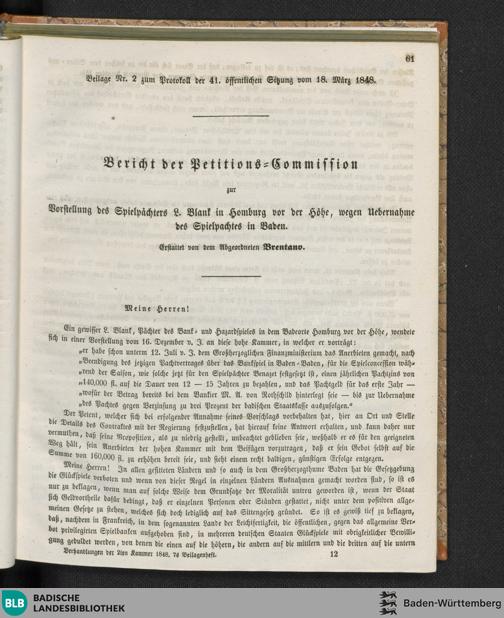 61
Beilage Nr. 2 zum Protokoll der 41. öffentlichen Sitzung vom 18. März 1848.
Bericht der Petitions-Commission
zur
Vorstellung des Spielpächters L. Blank in Homburg vor der Höhe, wegen Uebernahme
des Spielpachtes in Baden.
Erstattet von dem Abgeordneten Brentano.
Meine Herren!
Ein gewisser L. Blank, Pächter des Bank- und Hazardspieles in dem Badeorte Homburg vor der Höhe, wendete
sich in einer Vorstellung vom 16. Dezember v. J. an diese hohe Kammer, in welcher er vorträgt:
„er habe schon unterm 12. Juli v. J. dem Großherzoglichen Finanzministerium das Anerbieten gemacht, nach
„Beendigung des jetzigen Pachtvertrages über das Bankspiel in Baden-Baden, für die Spielconcession wäh-
„rend der Saison, wie solche jetzt für den Spielpächter Benazet festgesetzt ist, einen jährlichen Pachtzins von
„140,000 fl. auf die Dauer von 12 — 15 Jahren zu bezahlen, und das Pachtgeld für das erste Jahr —
„wofür der Betrag bereits bei dem Bankier M. A. von Rothschild hinterlegt seie — bis zur Uebernahme
„des Pachtes gegen Verzinsung zu drei Prozent der badischen Staatskasse auszufolgen."
Der Petent, welcher sich bei erfolgender Annahme seines Vorschlags vorbehalten hat, hier an Ort und Stelle
die Details des Contraktes mit der Regierung festzustellen, hat hierauf keine Antwort erhalten, und kann daher nur
vermuthen, daß seine Proposition, als zu niedrig gestellt, unbeachtet geblieben seie, weßhalb er es für den geeigneten
Weg hält, sein Anerbieten der hohen Kammer mit dem Beifügen vorzutragen, daß er sein Gebot selbst auf die
Summe von 160,000 fl. zu erhöhen bereit seie, und sieht einem recht baldigen, günstigen Erfolge entgegen.
Meine Herren! In allen gesitteten Ländern und so auch in dem Großherzogthume Baden hat die Gesetzgebung
die Glückspiele verboten und wenn von dieser Regel in einzelnen Ländern Ausnahmen gemacht worden sind, so ist es
nur zu beklagen, wenn man auf solche Weise dem Grundsatze der Moralität untreu geworden ist, wenn der Staat
sich Geldvortheile dafür bedingt, daß er einzelnen Personen oder Ständen gestattet, nicht unter den positiven allge-
meinen Gesetze zu stehen, welches sich doch lediglich auf das Sittengesetz gründet. So ist es gewiß tief zu beklagen,
daß, nachdem in Frankreich, in dem sogenannten Lande der Leichtfertigkeit, die öffentlichen, gegen das allgemeine Ver-
bot privilegirten Spielbanken aufgehoben sind, in mehreren deutschen Staaten Glückspiele mit obrigkeitlicher Bewilli-
gung geduldet werden, von denen die einen auf die höhern, die andern auf die mittlern und die dritten auf die untern
Verhandlungen der 2ten Kammer 1848. 7s Beilagenheft. 12
BLB
BADISCHE
LANDESBIBLIOTHEK
Baden-Württemberg